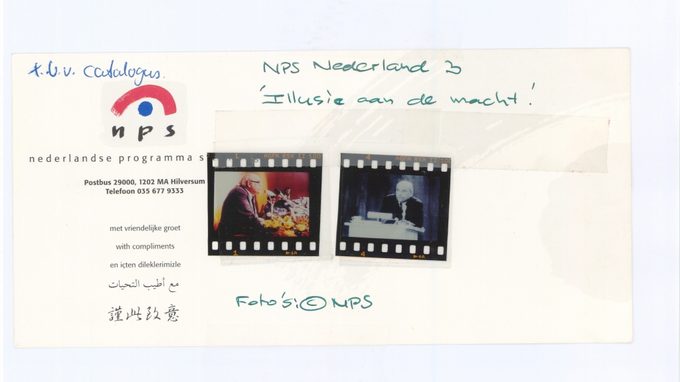 t.b.v. catalogus.
NPS Nederland 3
'Illusie aan de macht!'
nps
nederlandse programma s
Postbus 29000, 1202 MA Hilversum
Telefoon 035 677 9333
met vriendelijke groet
with compliments
en içten dileklerimizle
مع أطيب التحيات
謹此致意
Foto's: © NPS